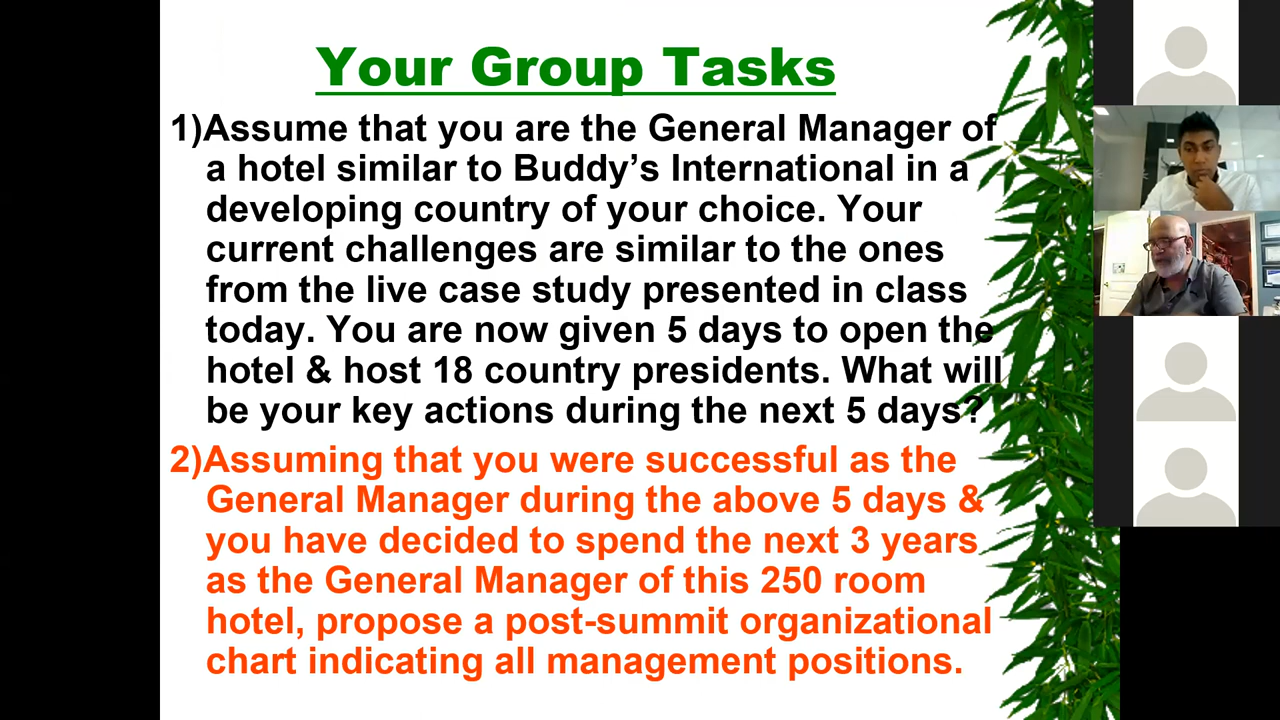 Your Group Tasks
1)Assume that you are the General Manager of
a hotel similar to Buddy’s International in a
developing country of your choice. Your
current challenges are similar to the ones
from the live case study presented in class
today. You are now given 5 days to open the
hotel & host 18 country presidents. What will
be your key actions during the next 5 days?
2)Assuming that you were successful as the
General Manager during the above 5 days &
you have decided to spend the next 3 years
as the General Manager of this 250 room
hotel, propose a post-summit organizational
chart indicating all management positions.